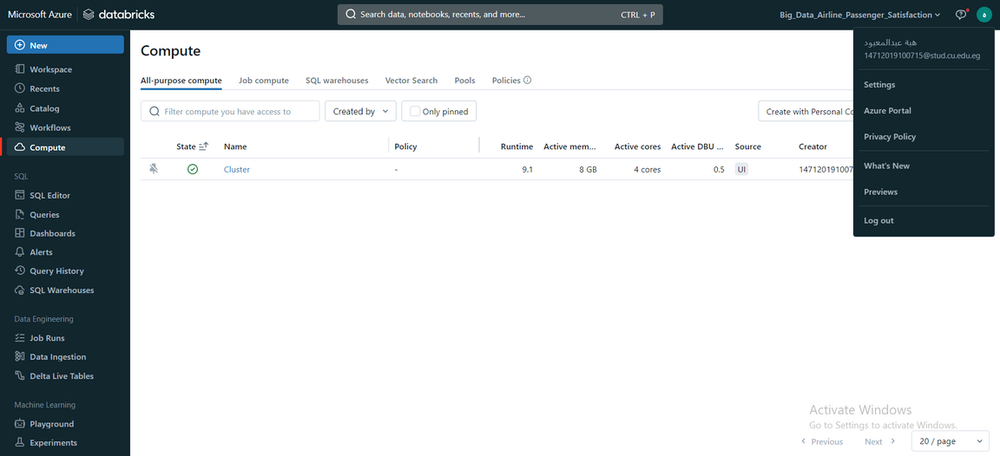 Microsoft Azure databricks
Search data, notebooks, recents, and more... CTRL + P
Big_Data_Airline_Passenger_Satisfaction
ه
New
Workspace
Recents
Catalog
Workflows
Compute
SQL
SQL Editor
Queries
Dashboards
Alerts
Query History
SQL Warehouses
Data Engineering
Job Runs
Data Ingestion
Delta Live Tables
Machine Learning
Playground
Experiments
Compute
All-purpose compute Job compute SQL warehouses Vector Search Pools Policies
Filter compute you have access to Created by Only pinned Create with Personal
State Name Policy Runtime Active mem... Active cores Active DBU ... Source Creator
Cluster - 9.1 8 GB 4 cores 0.5 UI 147120191007
هبة عبدالمعبود
14712019100715@stud.cu.edu.eg
Settings
Azure Portal
Privacy Policy
What's New
Previews
Log out
Activate Windows
Go to Settings to activate Windows.
Previous Next 20 / page